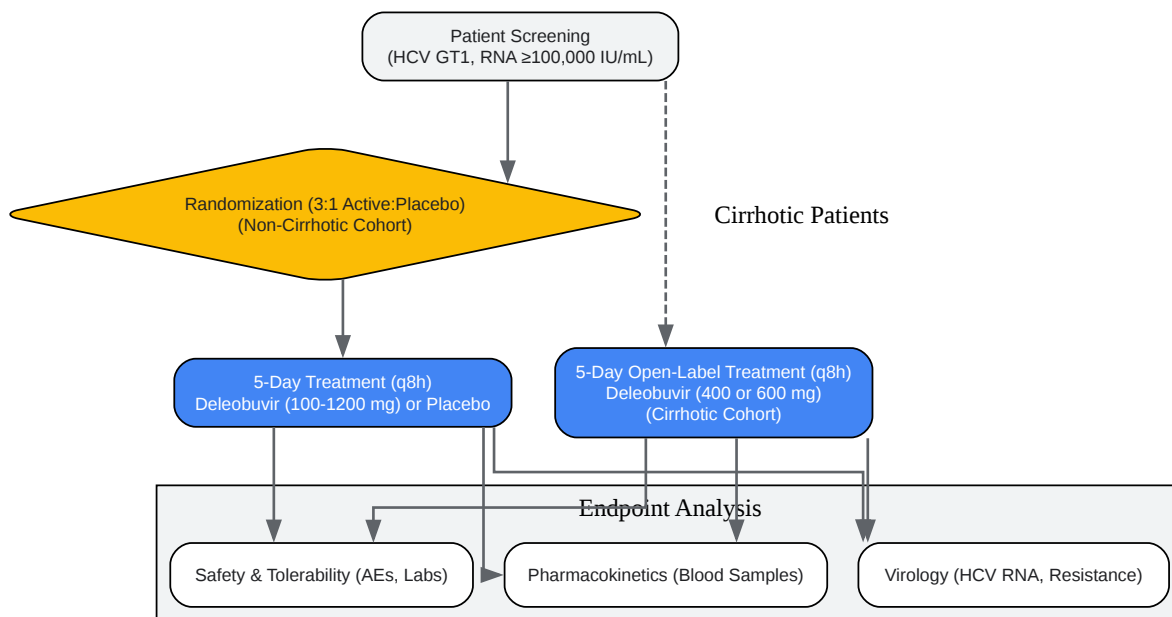 Patient Screening
(HCV GT1, RNA ≥100,000 IU/mL)
Randomization (3:1 Active:Placebo)
(Non-Cirrhotic Cohort)
Cirrhotic Patients
5-Day Treatment (q8h)
Deleobuvir (100-1200 mg) or Placebo
5-Day Open-Label Treatment (q8h)
Deleobuvir (400 or 600 mg)
(Cirrhotic Cohort)
Endpoint Analysis
Safety & Tolerability (AEs, Labs)
Pharmacokinetics (Blood Samples)
Virology (HCV RNA, Resistance)